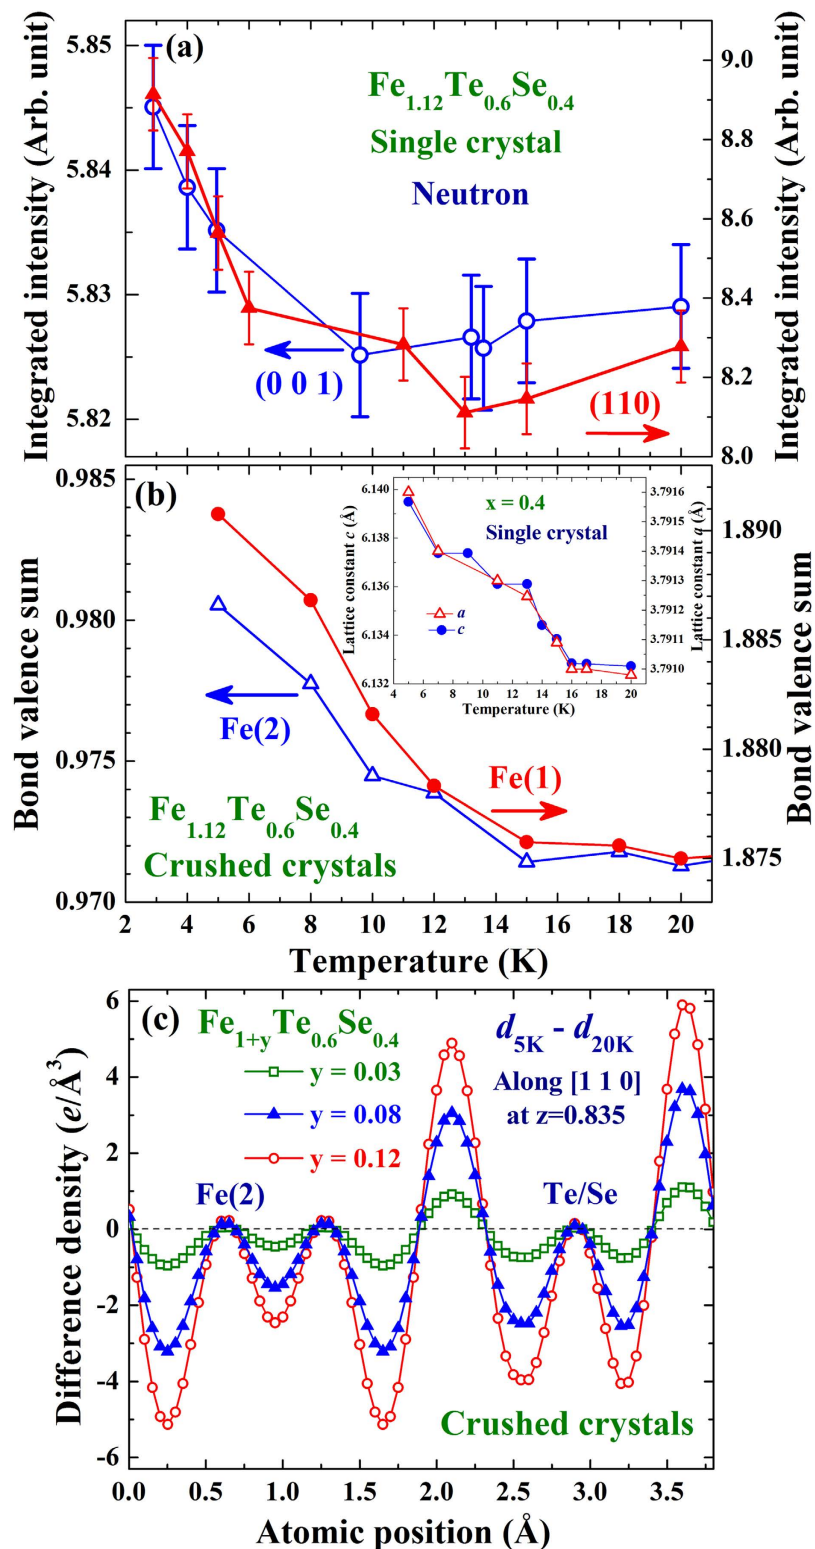 (a)
Fe1.12Te0.6Se0.4
Single crystal
Neutron
(0 0 1)
(110)
Integrated intensity (Arb. unit)
5.85
5.84
5.83
5.82
Integrated intensity (Arb. unit)
9.0
8.8
8.6
8.4
8.2
8.0
(b)
Bond valence sum
0.985
0.980
0.975
0.970
Bond valence sum
1.890
1.885
1.880
1.875
x = 0.4
Single crystal
a
c
Lattice constant c (Å)
6.140
6.138
6.136
6.134
6.132
Lattice constant a (Å)
3.7916
3.7915
3.7914
3.7913
3.7912
3.7911
3.7910
4 6 8 10 12 14 16 18 20
Temperature (K)
Fe(2)
Fe(1)
Fe1.12Te0.6Se0.4
Crushed crystals
2 4 6 8 10 12 14 16 18 20
Temperature (K)
(c)
Fe1+yTe0.6Se0.4
y = 0.03
y = 0.08
y = 0.12
d5K - d20K
Along [1 1 0]
at z=0.835
Fe(2)
Te/Se
Crushed crystals
Difference density (e/Å3)
6
4
2
0
-2
-4
-6
0.0 0.5 1.0 1.5 2.0 2.5 3.0 3.5
Atomic position (Å)